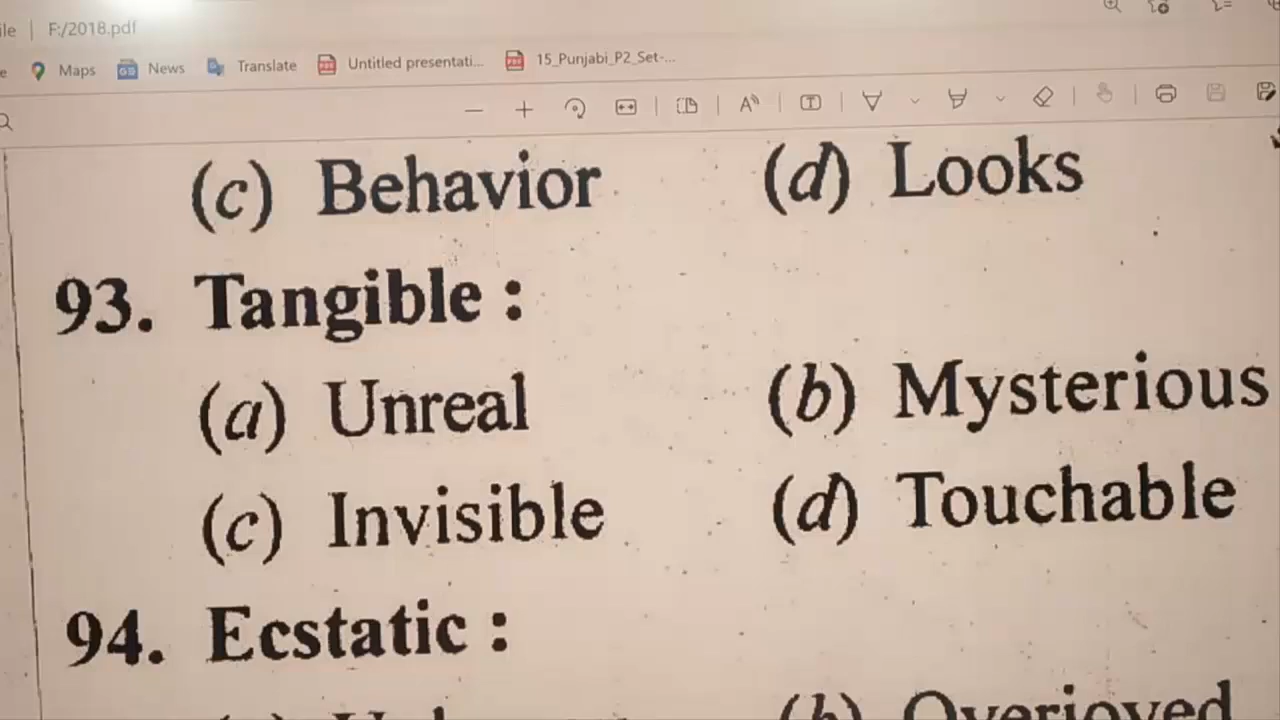 ile | F:/2018.pdf
e Maps News Translate Untitled presentati... 15_Punjabi_P2_Set-...
(c) Behavior (d) Looks
93. Tangible :
(a) Unreal (b) Mysterious
(c) Invisible (d) Touchable
94. Ecstatic :
(b) Overjoyed